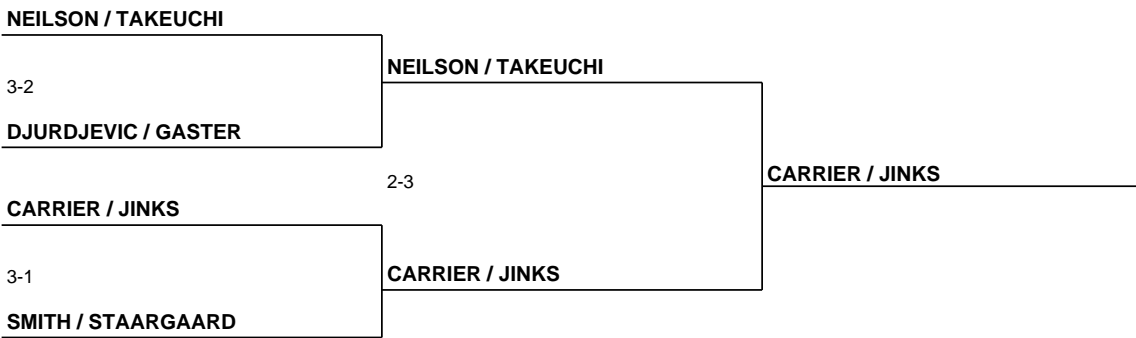 NEILSON / TAKEUCHI
NEILSON / TAKEUCHI
3-2
DJURDJEVIC / GASTER
CARRIER / JINKS
2-3
CARRIER / JINKS
CARRIER / JINKS
3-1
SMITH / STAARGAARD